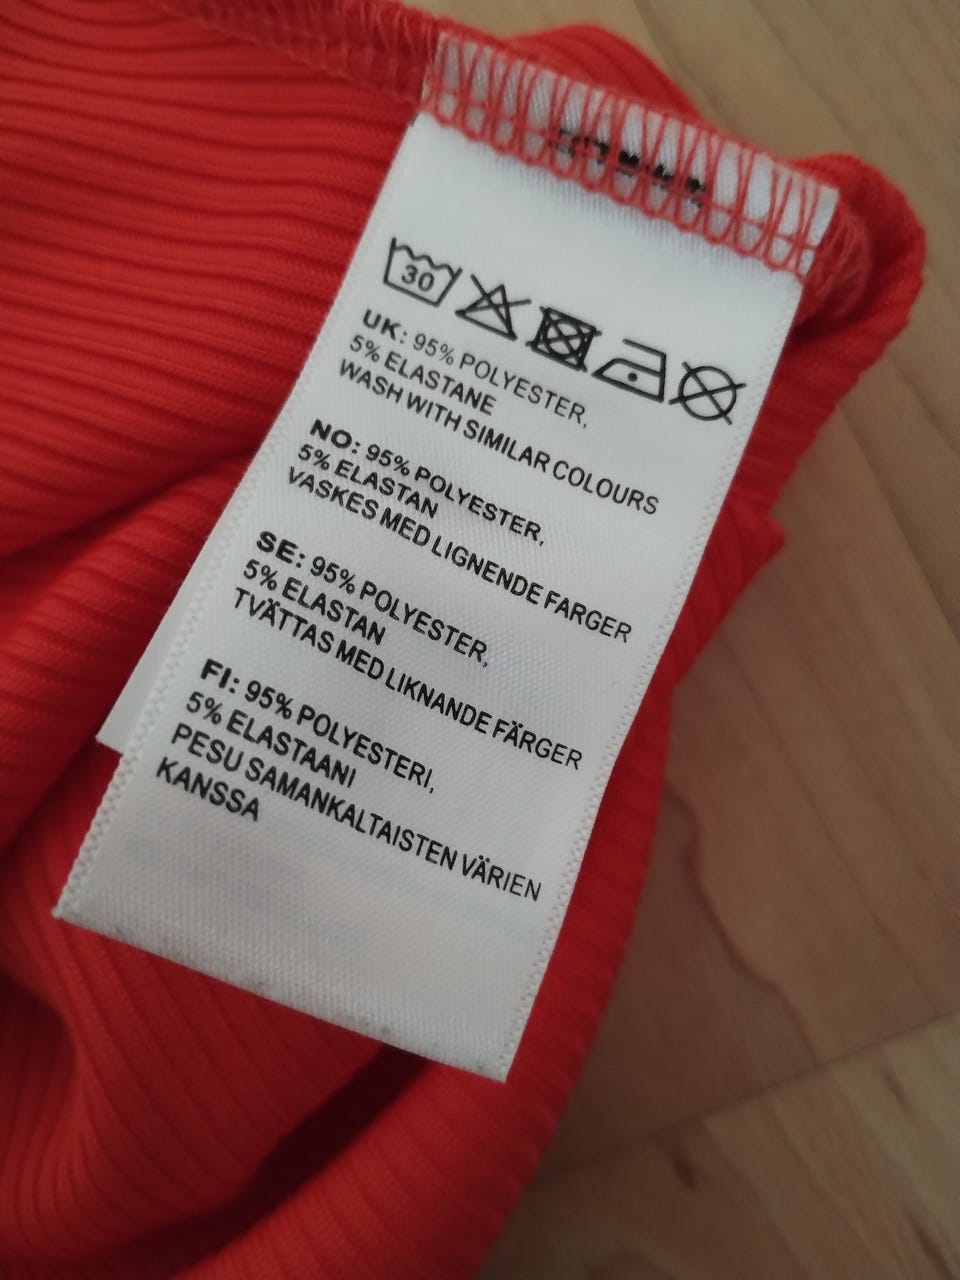 30
UK: 95% POLYESTER,
5% ELASTANE
WASH WITH SIMILAR COLOURS
NO: 95% POLYESTER,
5% ELASTAN
VASKES MED LIGNENDE FARGER
SE: 95% POLYESTER,
5% ELASTAN
TVÄTTAS MED LIKNANDE FÄRGER
FI: 95% POLYESTERI,
5% ELASTAANI
PESU SAMANKALTAISTEN VÄRIEN
KANSSA